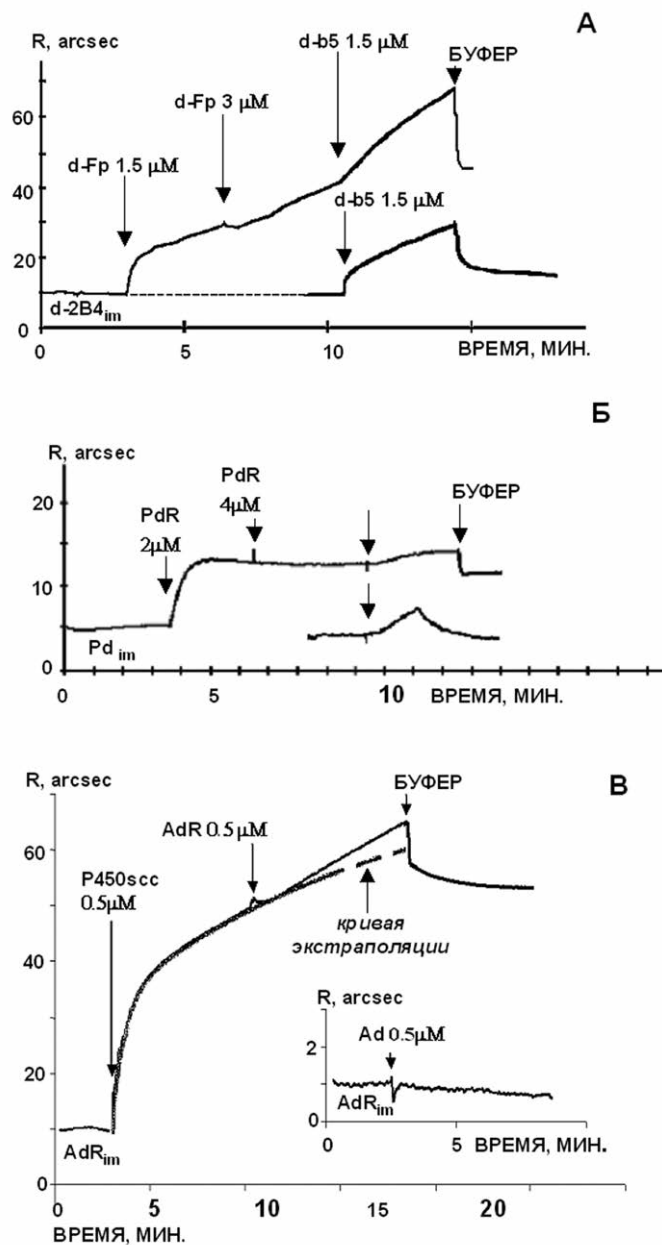 A
R, arcsec
d-b5 1.5 µM
БУФЕР
d-Fp 3 µM
60
d-Fp 1.5 µM
40
d-b5 1.5 µM
20
d-2B4im
0
0 5 10 ВРЕМЯ, МИН.
Б
R, arcsec
20
PdR
4µM
БУФЕР
PdR
2µM
10
Pd im
0
0 5 10 ВРЕМЯ, МИН.
В
R, arcsec
БУФЕР
AdR 0.5 µM
60
P450scc
0.5µM
кривая
экстраполяции
40
R, arcsec
Ad 0.5µM
2
20
AdRim
0
0 5 ВРЕМЯ, МИН.
10
AdRim
0
0 5 10 15 20
ВРЕМЯ, МИН.